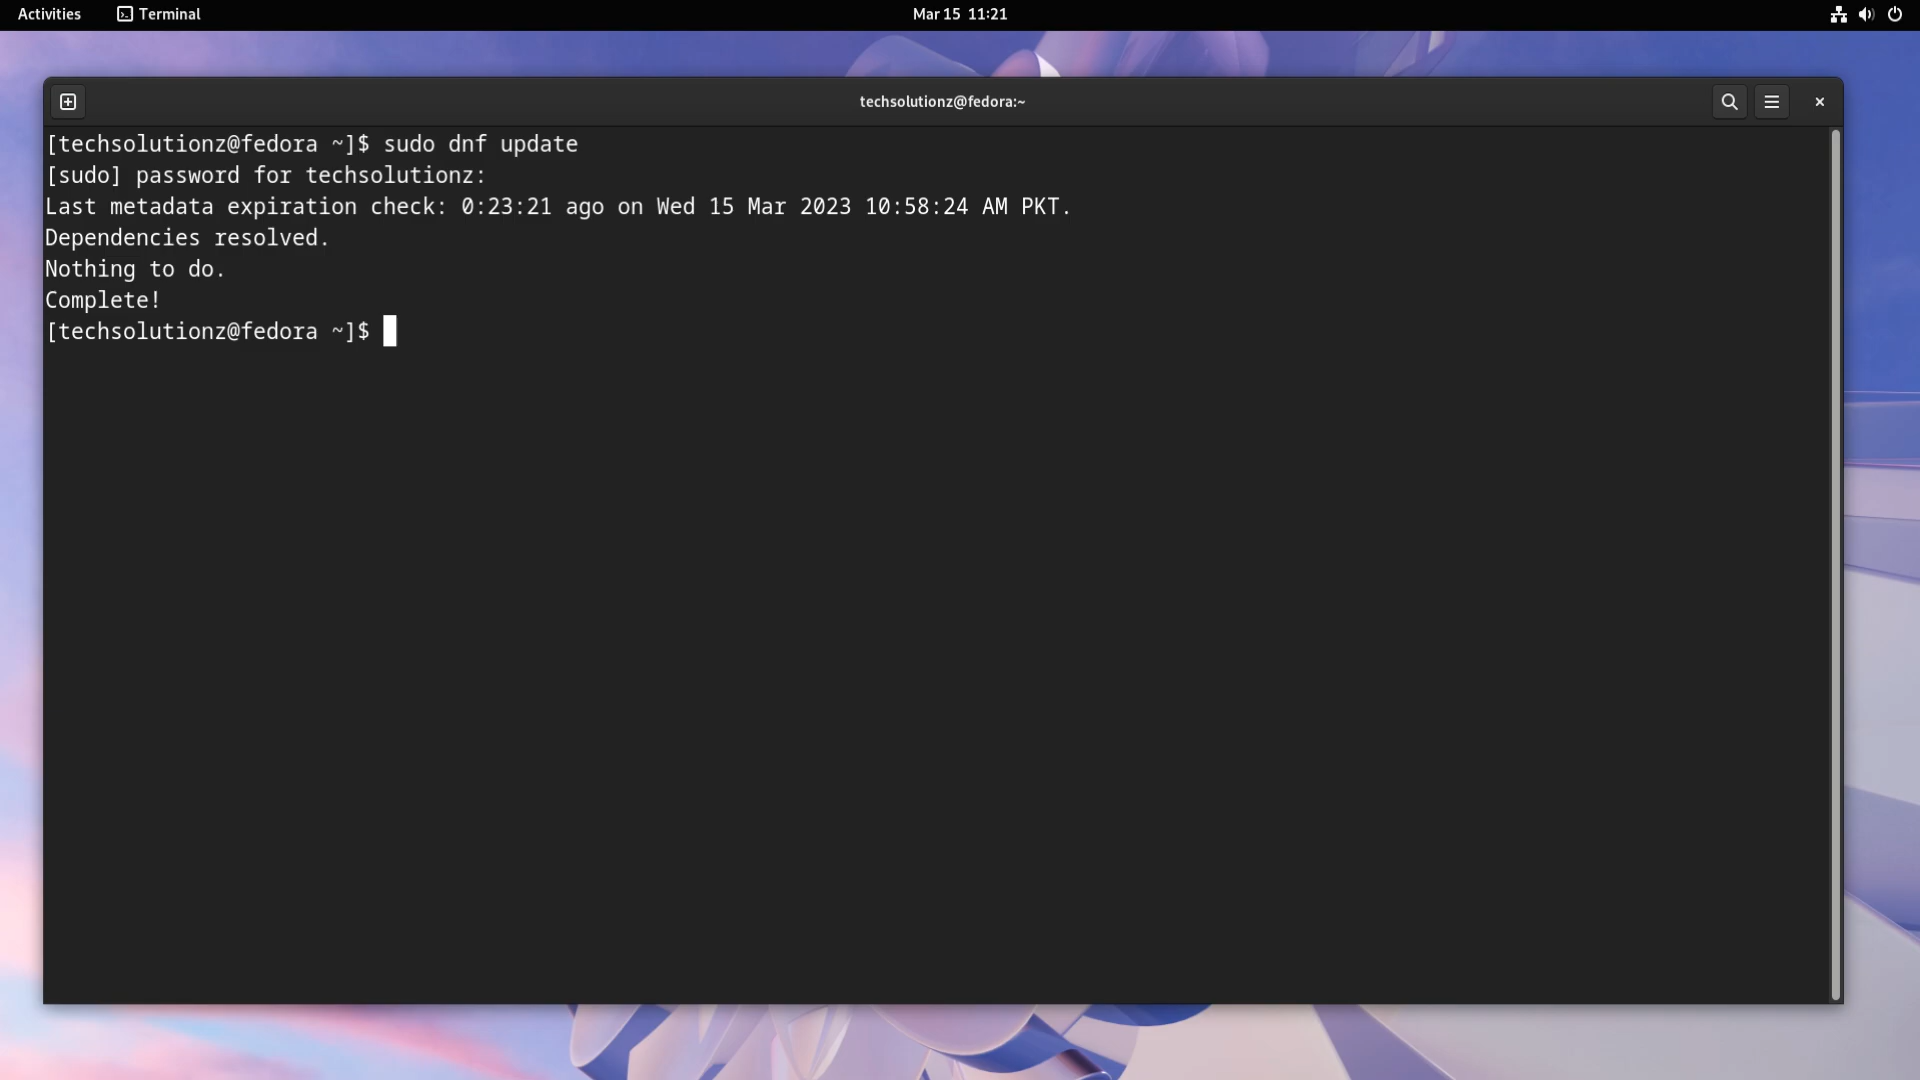 Activities Terminal Mar 15 11:21
techsolutionz@fedora:~
[techsolutionz@fedora ~]$ sudo dnf update
[sudo] password for techsolutionz:
Last metadata expiration check: 0:23:21 ago on Wed 15 Mar 2023 10:58:24 AM PKT.
Dependencies resolved.
Nothing to do.
Complete!
[techsolutionz@fedora ~]$